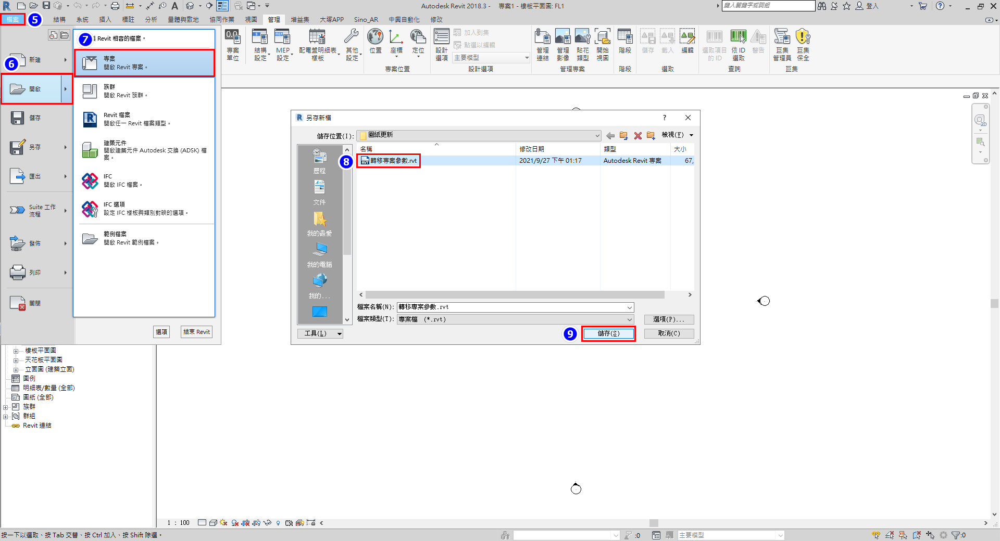 Autodesk Revit 2018.3 - 專案1 - 樓板平面圖: FL1
鍵入關鍵字或詞組
登入
檔案
5
結構
系統
插入
標註
分析
量體與敷地
協同作業
視圖
管理
增益集
大塚APP
Sino_AR
中興自動化
修改
專案
單位
結構
設定
MEP
設定
配電盤明細表
樣板
其他
設定
位置
座標
定位
專案位置
設計
選項
加入到集
點選以編輯
主要模型
設計選項
管理
連結
管理
影像
貼花
類型
開始
視圖
管理專案
階段
階段
儲存
載入
編輯
選取
選取項目
的 ID
依 ID
選取
警告
查詢
巨集
管理員
巨集
保全
巨集
6
新建
開啟
儲存
另存
匯出
Suite 工作
流程
發佈
列印
關閉
7
Revit 相容的檔案。
專案
開啟 Revit 專案。
族群
開啟 Revit 族群。
Revit 檔案
開啟任一 Revit 檔案類型。
建築元件
開啟建築元件 Autodesk 交換 (ADSK) 檔
案。
IFC
開啟 IFC 檔案。
IFC 選項
設定 IFC 樣板與類別對映的選項。
範例檔案
開啟 Revit 範例檔案。
選項
結束 Revit
另存新檔
儲存位置(I):
圖紙更新
檢視(V)
名稱
修改日期
類型
大小
8
轉移專案參數.rvt
2021/9/27 下午 01:17
Autodesk Revit 專案
67,
歷程
文件
我的最愛
我的電腦
我的...
檔案名稱(N):
轉移專案參數.rvt
檔案類型(T):
專案檔 (*.rvt)
選項(P)...
工具(L)
9
儲存(S)
取消(C)
樓板平面圖
天花板平面圖
立面圖 (建築立面)
圖例
明細表/數量 (全部)
圖紙 (全部)
族群
群組
Revit 連結
2D
1 : 100
按一下以選取、按 Tab 交替、按 Ctrl 加入、按 Shift 除選。
:0
主要模型
:0